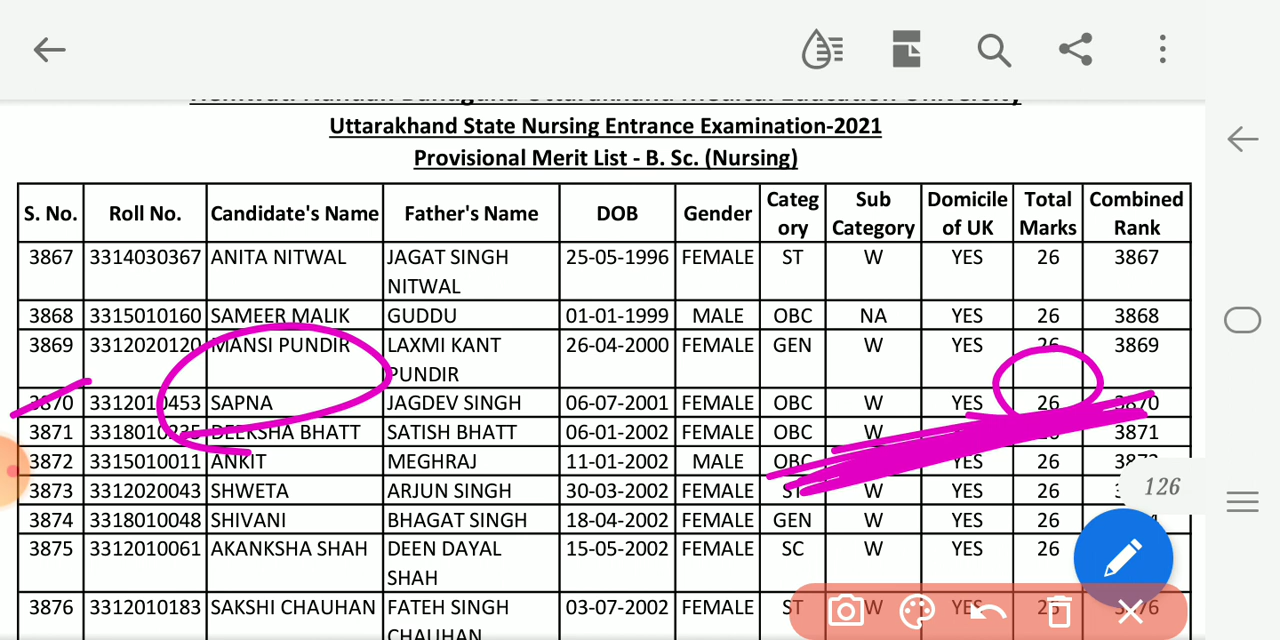 Uttarakhand State Nursing Entrance Examination-2021
Provisional Merit List - B. Sc. (Nursing)
S. No. Roll No. Candidate's Name Father's Name DOB Gender Category Sub Category Domicile of UK Total Marks Combined Rank
3867 3314030367 ANITA NITWAL JAGAT SINGH NITWAL 25-05-1996 FEMALE ST W YES 26 3867
3868 3315010160 SAMEER MALIK GUDDU 01-01-1999 MALE OBC NA YES 26 3868
3869 3312020120 MANSI PUNDIR LAXMI KANT PUNDIR 26-04-2000 FEMALE GEN W YES 26 3869
3870 3312010453 SAPNA JAGDEV SINGH 06-07-2001 FEMALE OBC W YES 26 3870
3871 DEEKSHA BHATT SATISH BHATT 06-01-2002 FEMALE OBC W 3871
3872 3315010011 ANKIT MEGHRAJ 11-01-2002 MALE OBC YES 26
3873 3312020043 SHWETA ARJUN SINGH 30-03-2002 FEMALE ST W YES 26
126
3874 3318010048 SHIVANI BHAGAT SINGH 18-04-2002 FEMALE GEN W YES 26
3875 3312010061 AKANKSHA SHAH DEEN DAYAL SHAH 15-05-2002 FEMALE SC W YES 26
3876 3312010183 SAKSHI CHAUHAN FATEH SINGH CHAUHAN 03-07-2002 FEMALE ST W YES